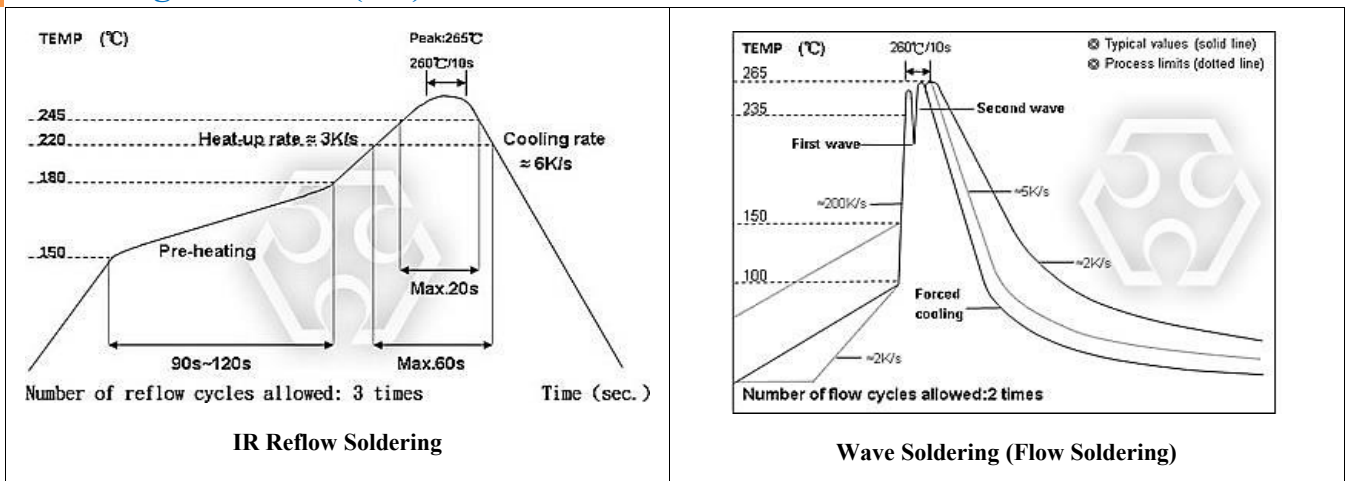 TEMP (℃)
Peak:265℃
260℃/10s
245
Heat-up rate ≈ 3K/s
Cooling rate
≈ 6K/s
220
180
150
Pre-heating
Max.20s
90s~120s
Max.60s
Number of reflow cycles allowed: 3 times
Time (sec.)
IR Reflow Soldering
TEMP (℃)
260℃/10s
Typical values (solid line)
Process limits (dotted line)
265
235
Second wave
First wave
≈200K/s
≈5K/s
150
≈2K/s
100
Forced
cooling
≈2K/s
Number of flow cycles allowed:2 times
Wave Soldering (Flow Soldering)